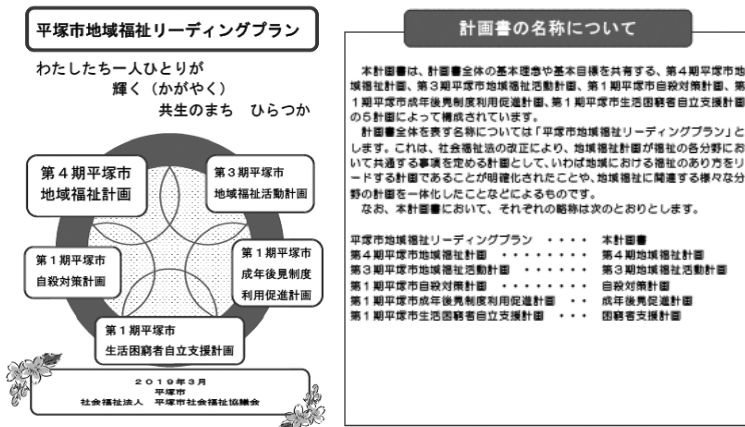 平塚市地域福祉リーディングプラン
わたしたち一人ひとりが
輝く（かがやく）
共生のまち　ひらつか
第４期平塚市
地域福祉計画
第３期平塚市
地域福祉活動計画
第１期平塚市
自殺対策計画
第１期平塚市
成年後見制度
利用促進計画
第１期平塚市
生活困窮者自立支援計画
２０１９年３月
平塚市
社会福祉法人　平塚市社会福祉協議会
計画書の名称について
本計画書は、計画書全体の基本理念や基本目標を共有する、第４期平塚市地
域福祉計画、第３期平塚市地域福祉活動計画、第１期平塚市自殺対策計画、第
１期平塚市成年後見制度利用促進計画、第１期平塚市生活困窮者自立支援計画
の５計画によって構成されています。
計画書全体を表す名称については「平塚市地域福祉リーディングプラン」と
します。これは、社会福祉法の改正により、地域福祉計画が福祉の各分野にお
いて共通する事項を定める計画として、いわば地域における福祉のあり方をリ
ードする計画であることが明確化されたことや、地域福祉に関連する様々な分
野の計画を一体化したことなどによるものです。
なお、本計画書において、それぞれの略称は次のとおりとします。
平塚市地域福祉リーディングプラン　・・・・　本計画書
第４期平塚市地域福祉計画　・・・・・・・・　第４期地域福祉計画
第３期平塚市地域福祉活動計画　・・・・・・　第３期地域福祉活動計画
第１期平塚市自殺対策計画　・・・・・・・・　自殺対策計画
第１期平塚市成年後見制度利用促進計画　・・　成年後見促進計画
第１期平塚市生活困窮者自立支援計画　・・・　困窮者支援計画